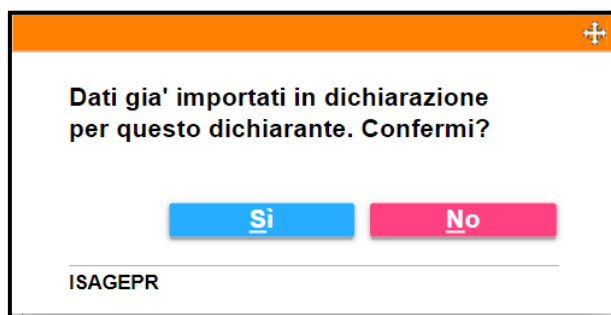 Dati gia' importati in dichiarazione
per questo dichiarante. Confermi?
Sì
No
ISAGEPR